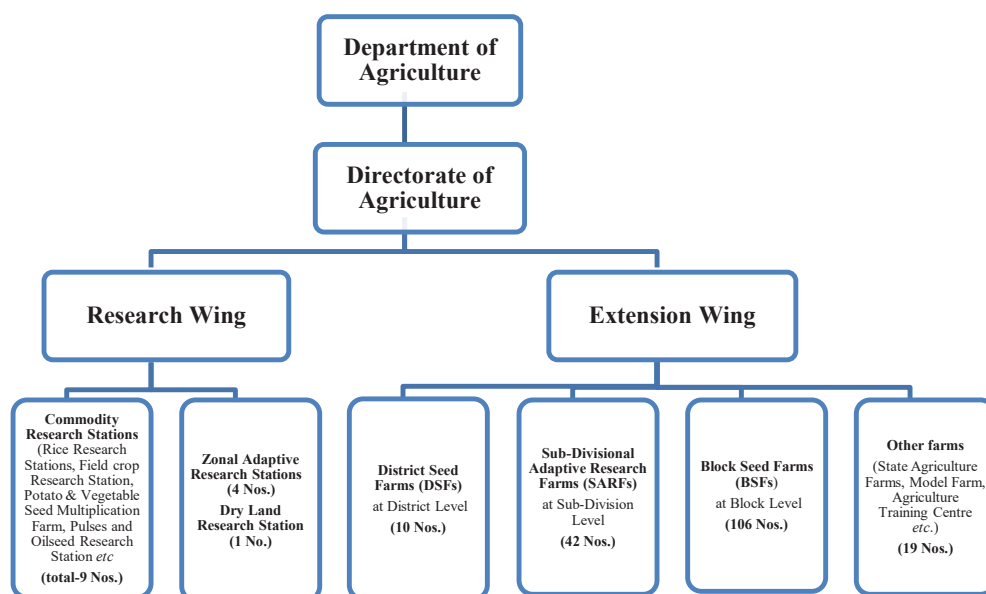 Department of
Agriculture
Directorate of
Agriculture
Research Wing
Extension Wing
Commodity
Research Stations
(Rice Research
Stations, Field crop
Research Station,
Potato & Vegetable
Seed Multiplication
Farm, Pulses and
Oilseed Research
Station etc
(total-9 Nos.)
Zonal Adaptive
Research Stations
(4 Nos.)
Dry Land
Research Station
(1 No.)
District Seed
Farms (DSFs)
at District Level
(10 Nos.)
Sub-Divisional
Adaptive Research
Farms (SARFs)
at Sub-Division
Level
(42 Nos.)
Block Seed Farms
(BSFs)
at Block Level
(106 Nos.)
Other farms
(State Agriculture
Farms, Model Farm,
Agriculture
Training Centre
etc.)
(19 Nos.)